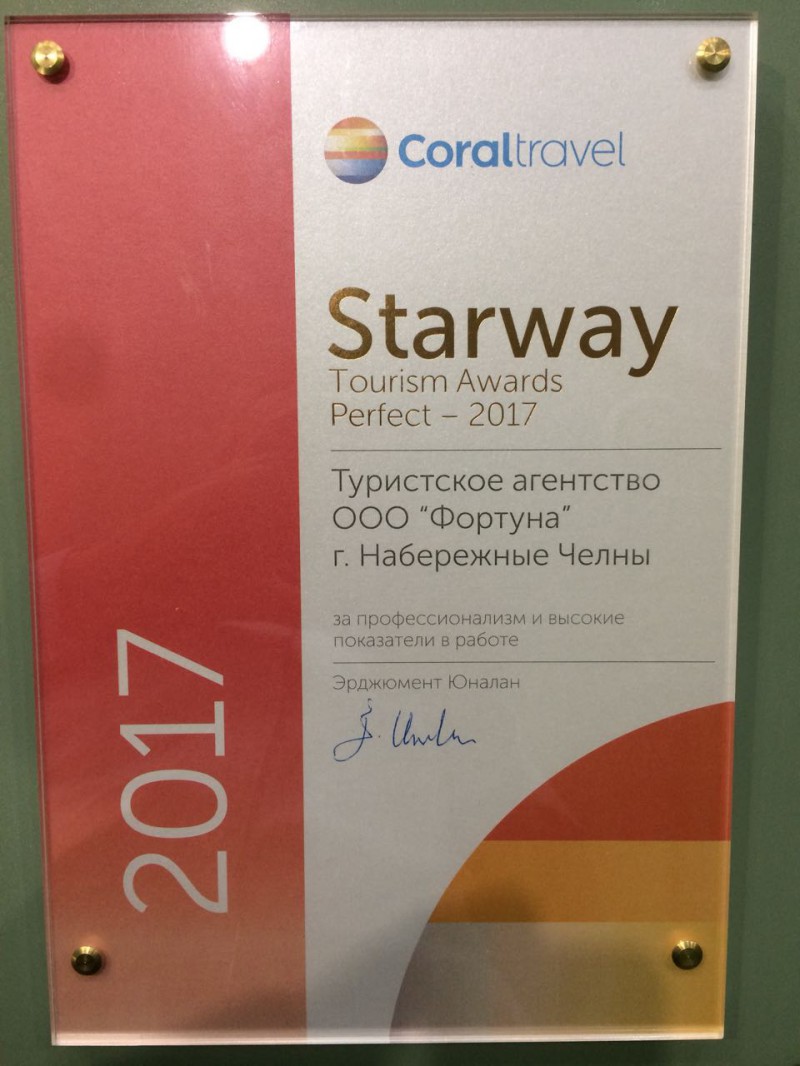 Coraltravel
Starway
Tourism Awards
Perfect – 2017
Туристское агентство
ООО “Фортуна”
г. Набережные Челны
за профессионализм и высокие
показатели в работе
Эрджюмент Юналан
2017